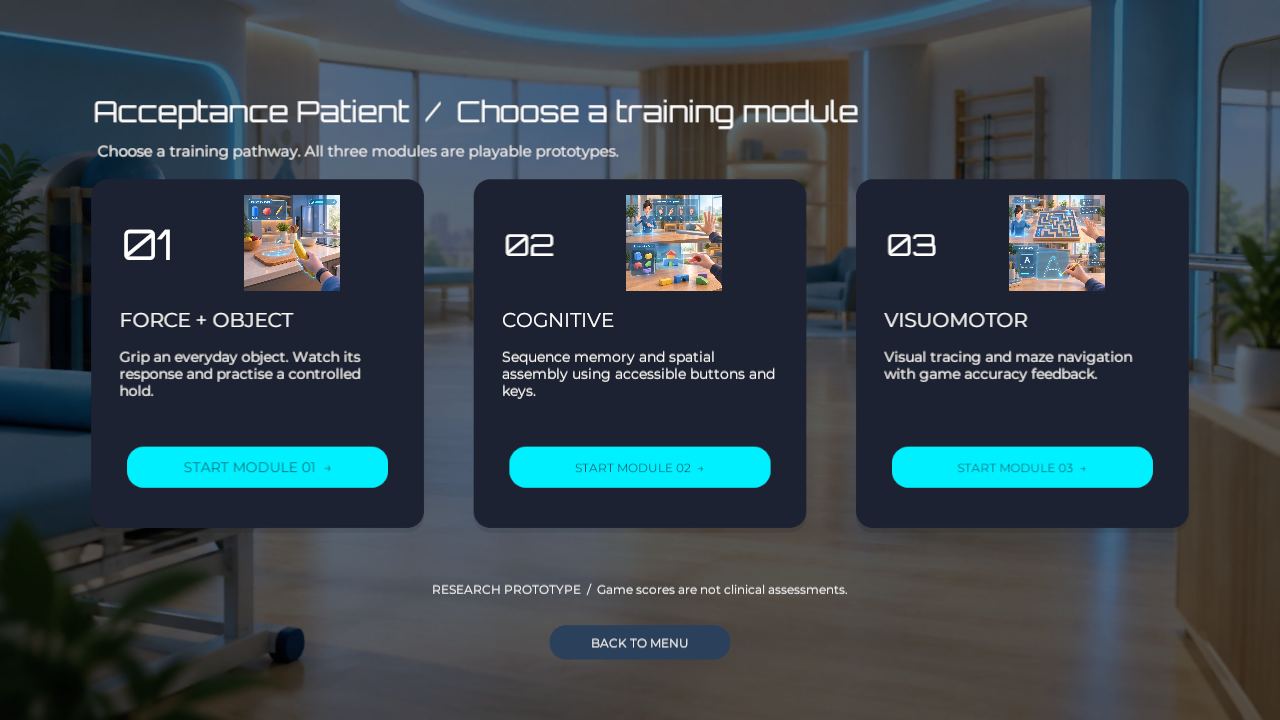 Acceptance Patient / Choose a training module
Choose a training pathway. All three modules are playable prototypes.
01
FORCE + OBJECT
Grip an everyday object. Watch its
response and practise a controlled
hold.
START MODULE 01 →
02
COGNITIVE
Sequence memory and spatial
assembly using accessible buttons and
keys.
START MODULE 02 →
03
VISUOMOTOR
Visual tracing and maze navigation
with game accuracy feedback.
START MODULE 03 →
RESEARCH PROTOTYPE / Game scores are not clinical assessments.
BACK TO MENU